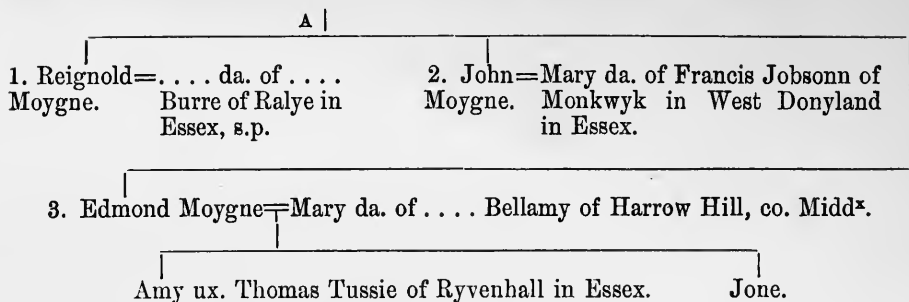 A
1. Reignold=.... da. of ....
Moygne. Burre of Ralye in
Essex, s.p.
2. John=Mary da. of Francis Jobsonn of
Moygne. Monkwyk in West Donyland
in Essex.
3. Edmond Moygne=Mary da. of .... Bellamy of Harrow Hill, co. Middˣ.
Amy ux. Thomas Tussie of Ryvenhall in Essex. Jone.